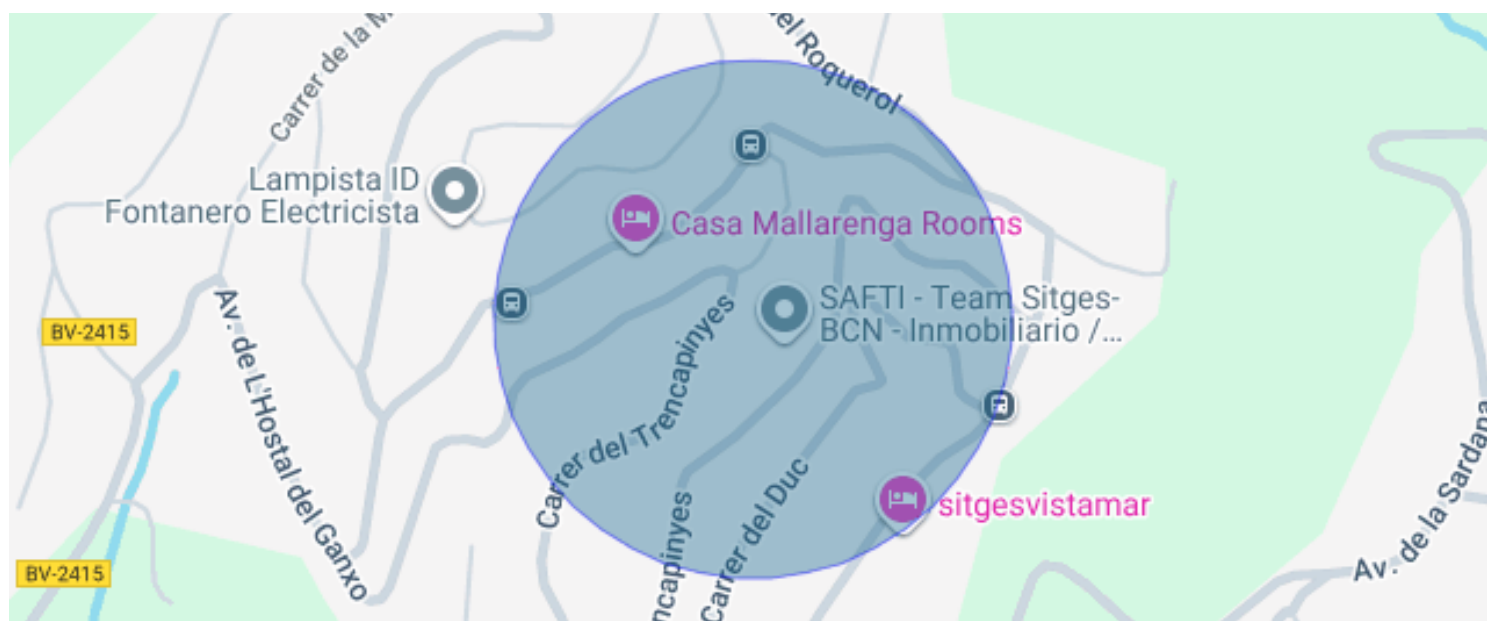 Carrer de la M
del Roquerol
Lampista ID
Fontanero Electricista
Casa Mallarenga Rooms
SAFTI - Team Sitges-
BCN - Inmobiliario /...
BV-2415
Av. de L'Hostal del Ganxo
Carrer del Trencapinyes
ncapinyes
Carrer del Duc
sitgesvistamar
Av. de la Sardana
BV-2415